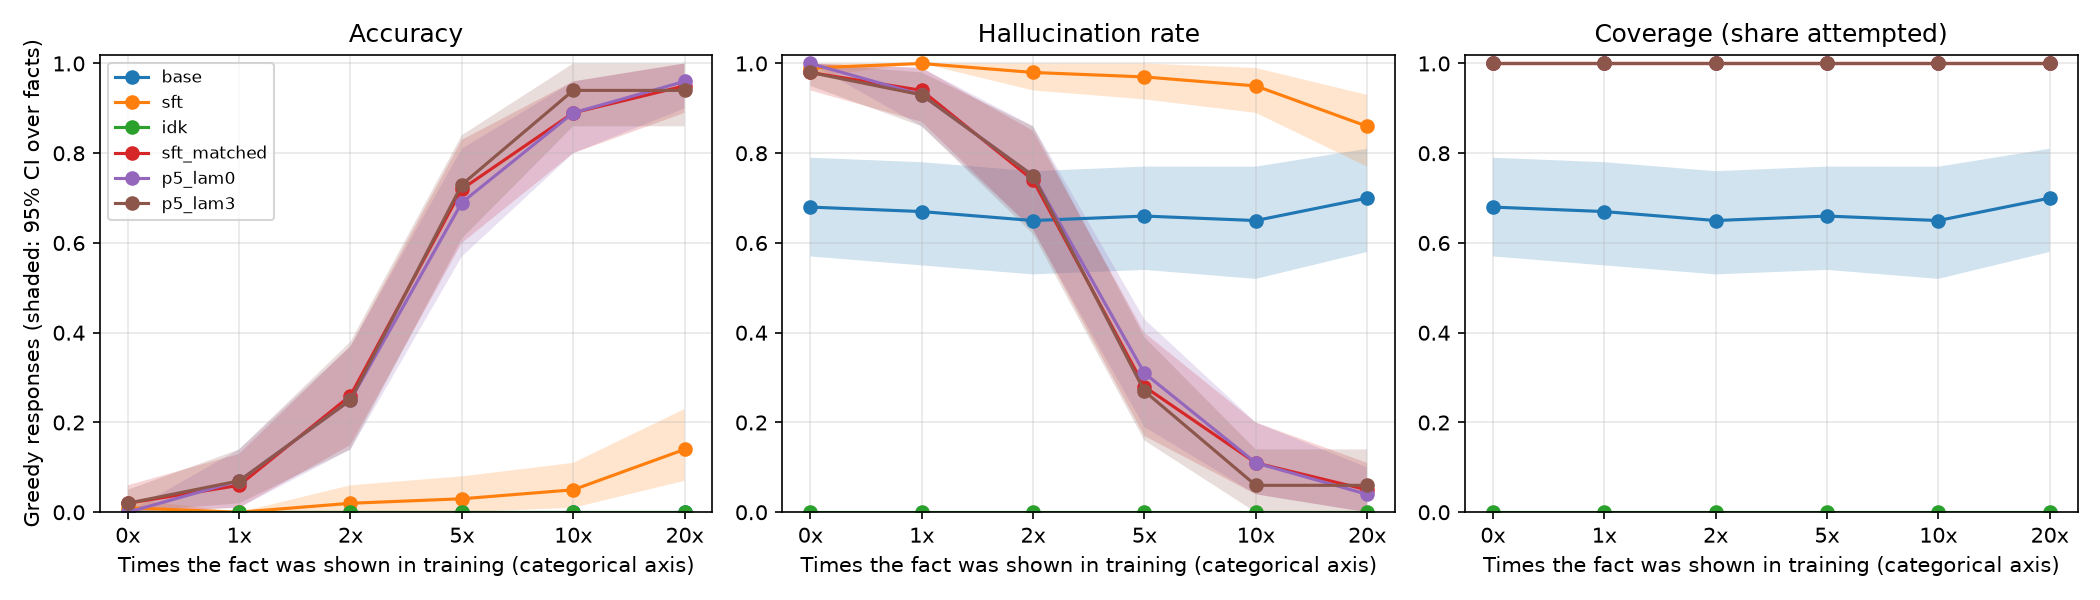 Accuracy
Greedy responses (shaded: 95% CI over facts)
1.0
0.8
0.6
0.4
0.2
0.0
base
sft
idk
sft_matched
p5_lam0
p5_lam3
0x 1x 2x 5x 10x 20x
Times the fact was shown in training (categorical axis)
Hallucination rate
1.0
0.8
0.6
0.4
0.2
0.0
0x 1x 2x 5x 10x 20x
Times the fact was shown in training (categorical axis)
Coverage (share attempted)
1.0
0.8
0.6
0.4
0.2
0.0
0x 1x 2x 5x 10x 20x
Times the fact was shown in training (categorical axis)